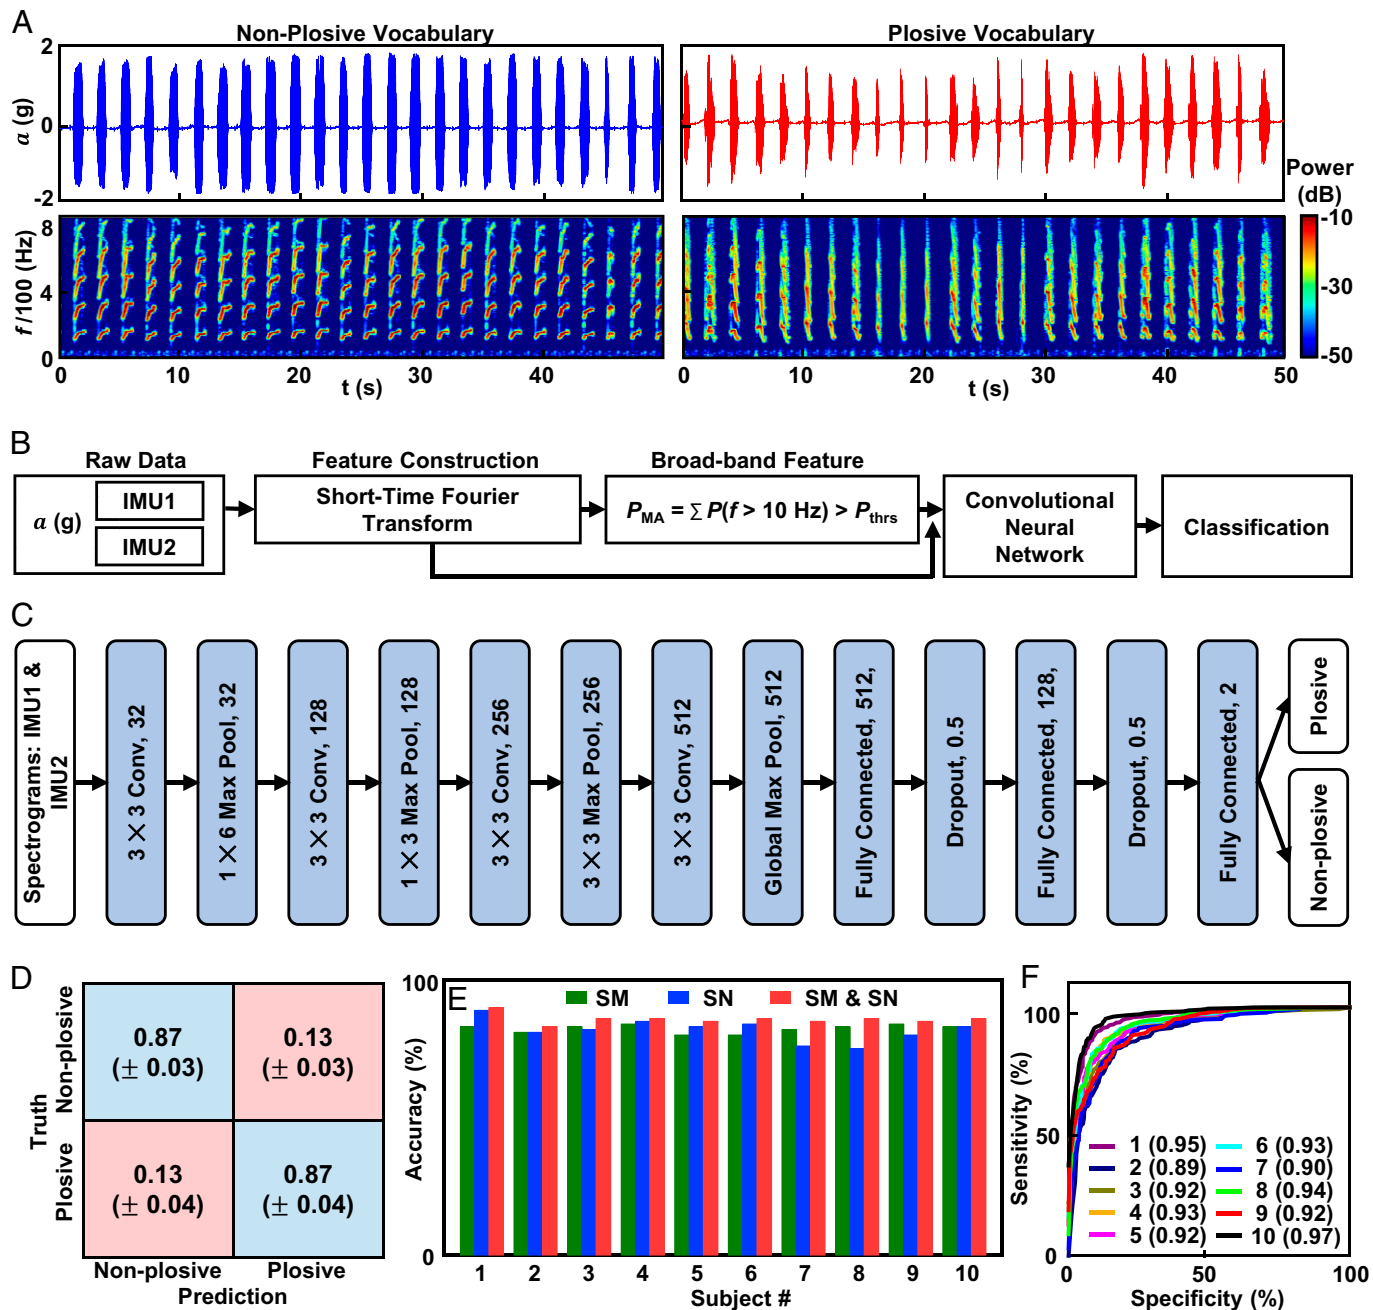 A
Non-Plosive Vocabulary
Plosive Vocabulary
2
0
-2
a (g)
Power
(dB)
-10
-30
-50
8
4
0
f/100 (Hz)
0 10 20 30 40
0 10 20 30 40 50
t (s)
t (s)
B
Raw Data
Feature Construction
Broad-band Feature
a (g)
IMU1
IMU2
Short-Time Fourier
Transform
P_MA = ∑ P(f > 10 Hz) > P_thrs
Convolutional
Neural
Network
Classification
C
Spectrograms: IMU1 &
IMU2
3 × 3 Conv, 32
1 × 6 Max Pool, 32
3 × 3 Conv, 128
1 × 3 Max Pool, 128
3 × 3 Conv, 256
3 × 3 Max Pool, 256
3 × 3 Conv, 512
Global Max Pool, 512
Fully Connected, 512,
Dropout, 0.5
Fully Connected, 128,
Dropout, 0.5
Fully Connected, 2
Plosive
Non-plosive
D
Truth
Non-plosive
Plosive
0.87
(± 0.03)
0.13
(± 0.03)
0.13
(± 0.04)
0.87
(± 0.04)
Non-plosive Plosive
Prediction
E
SM SN SM & SN
100
0
Accuracy (%)
1 2 3 4 5 6 7 8 9 10
Subject #
F
100
50
0
Sensitivity (%)
1 (0.95)
2 (0.89)
3 (0.92)
4 (0.93)
5 (0.92)
6 (0.93)
7 (0.90)
8 (0.94)
9 (0.92)
10 (0.97)
0 50 100
Specificity (%)